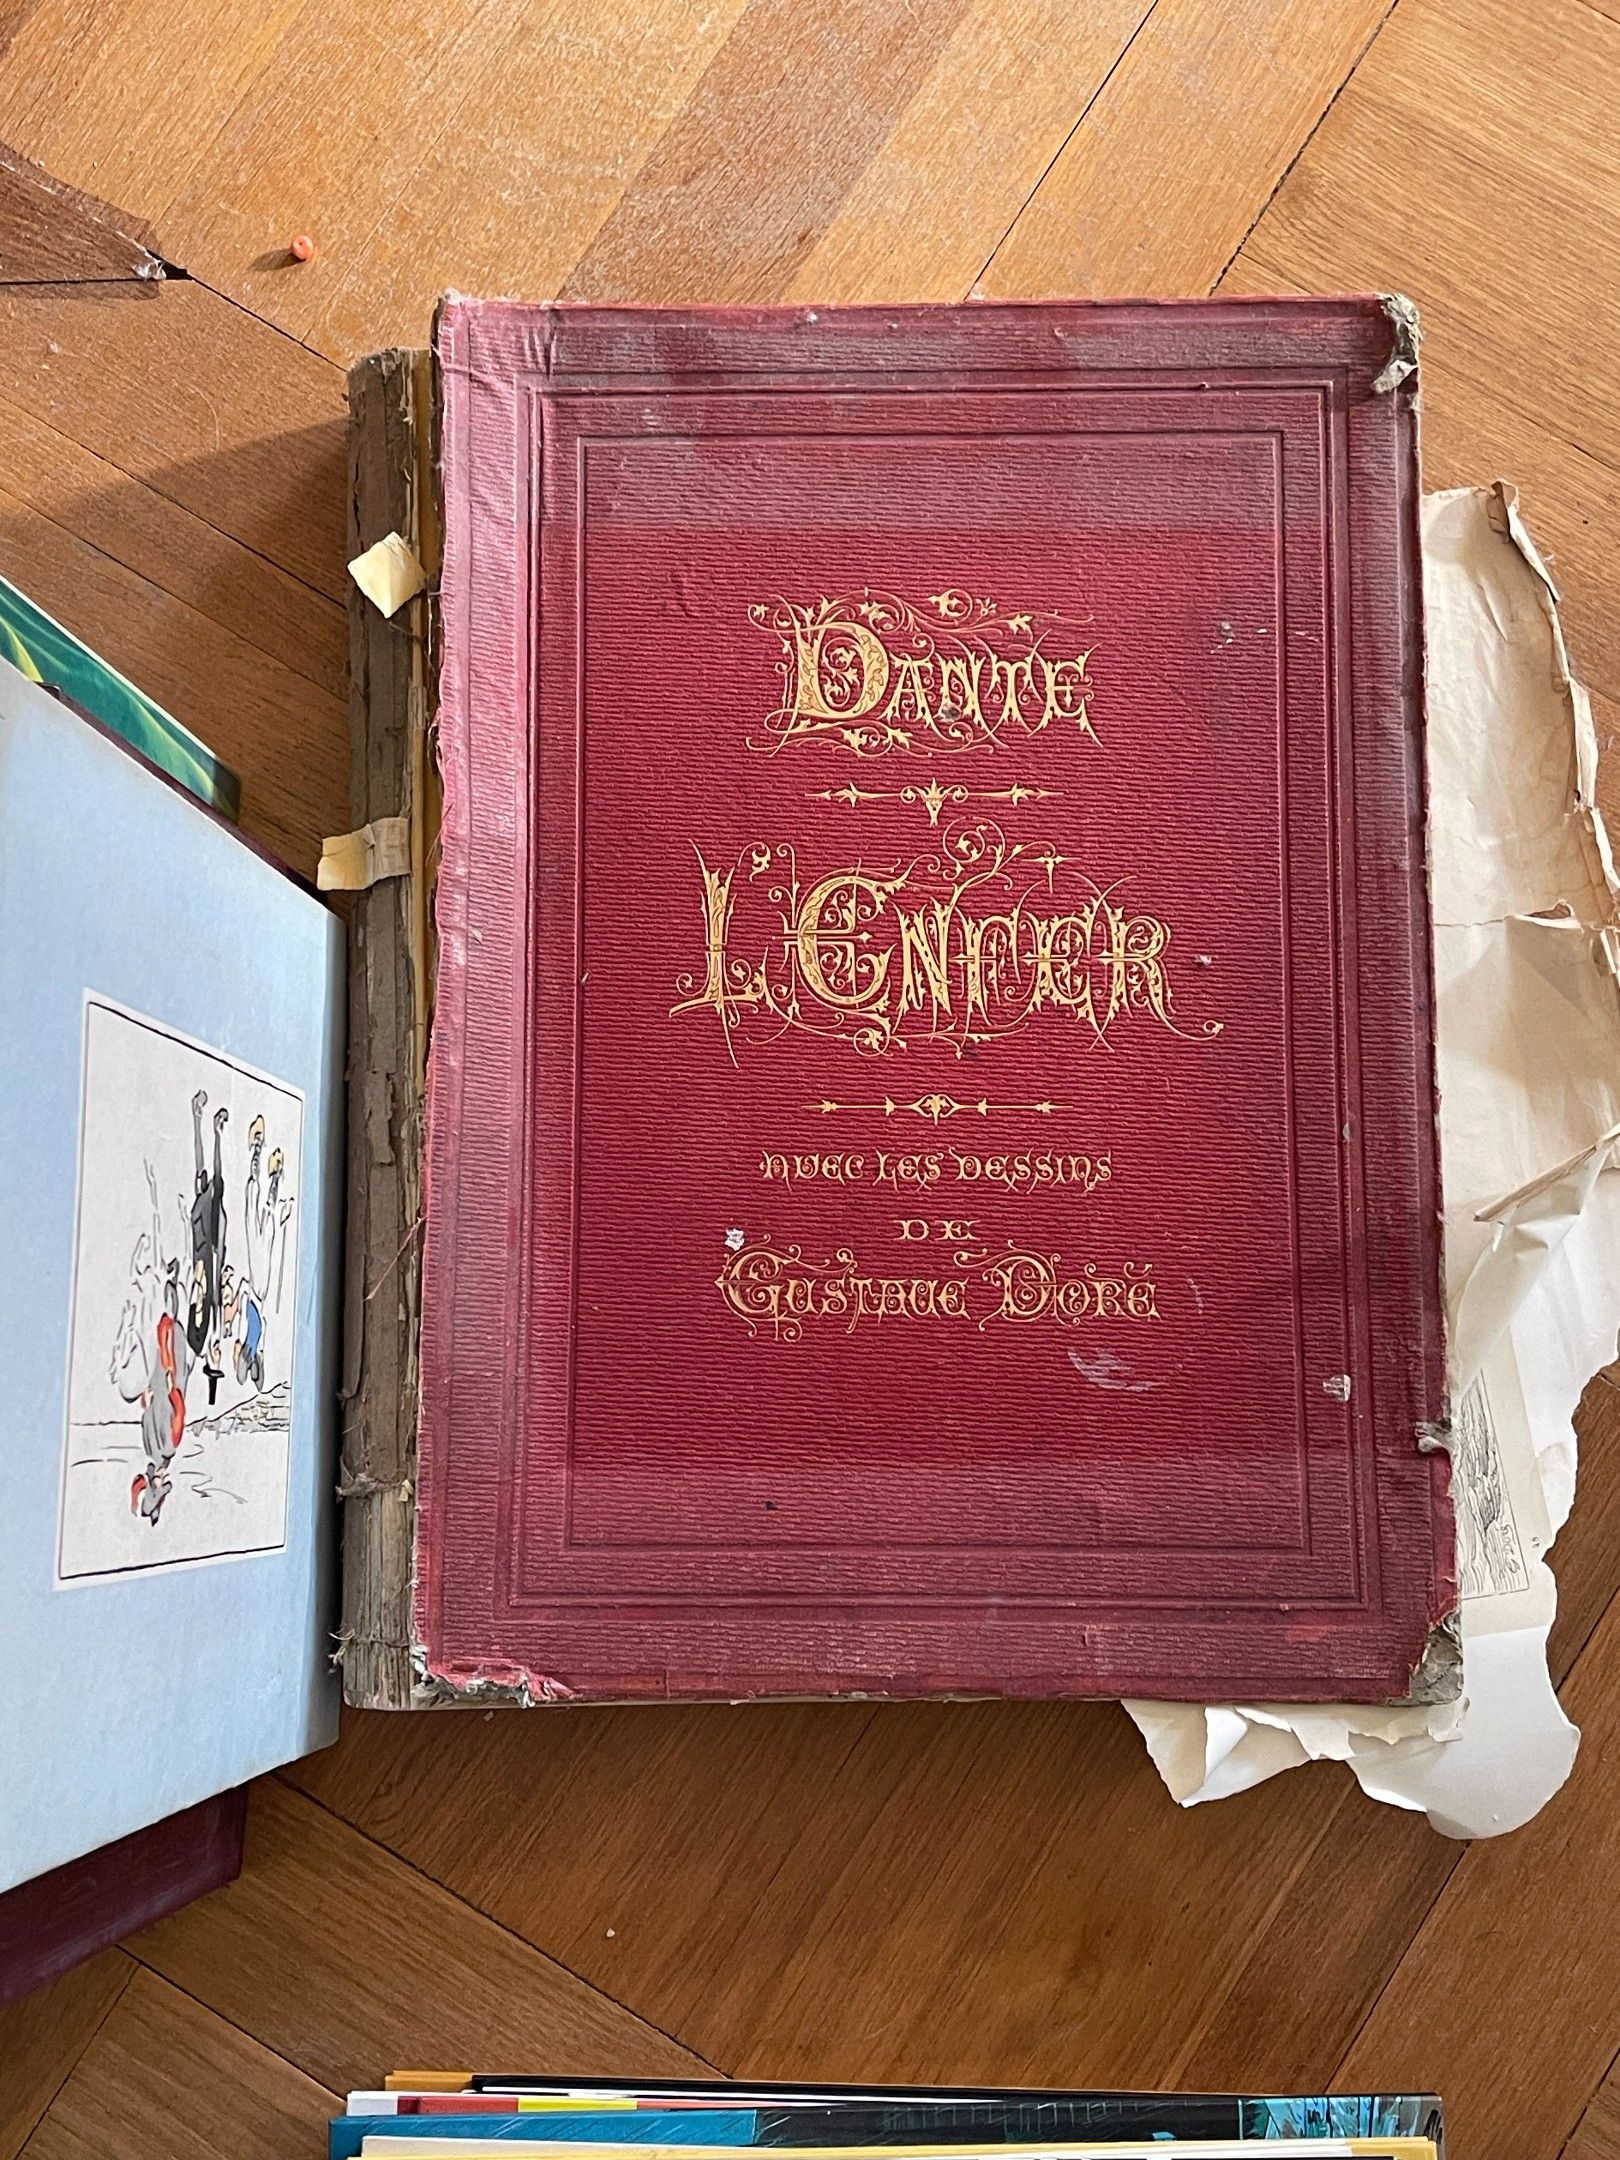 DANTE
L'ENFER
AVEC LES DESSINS
DE
GUSTAVE DORÉ